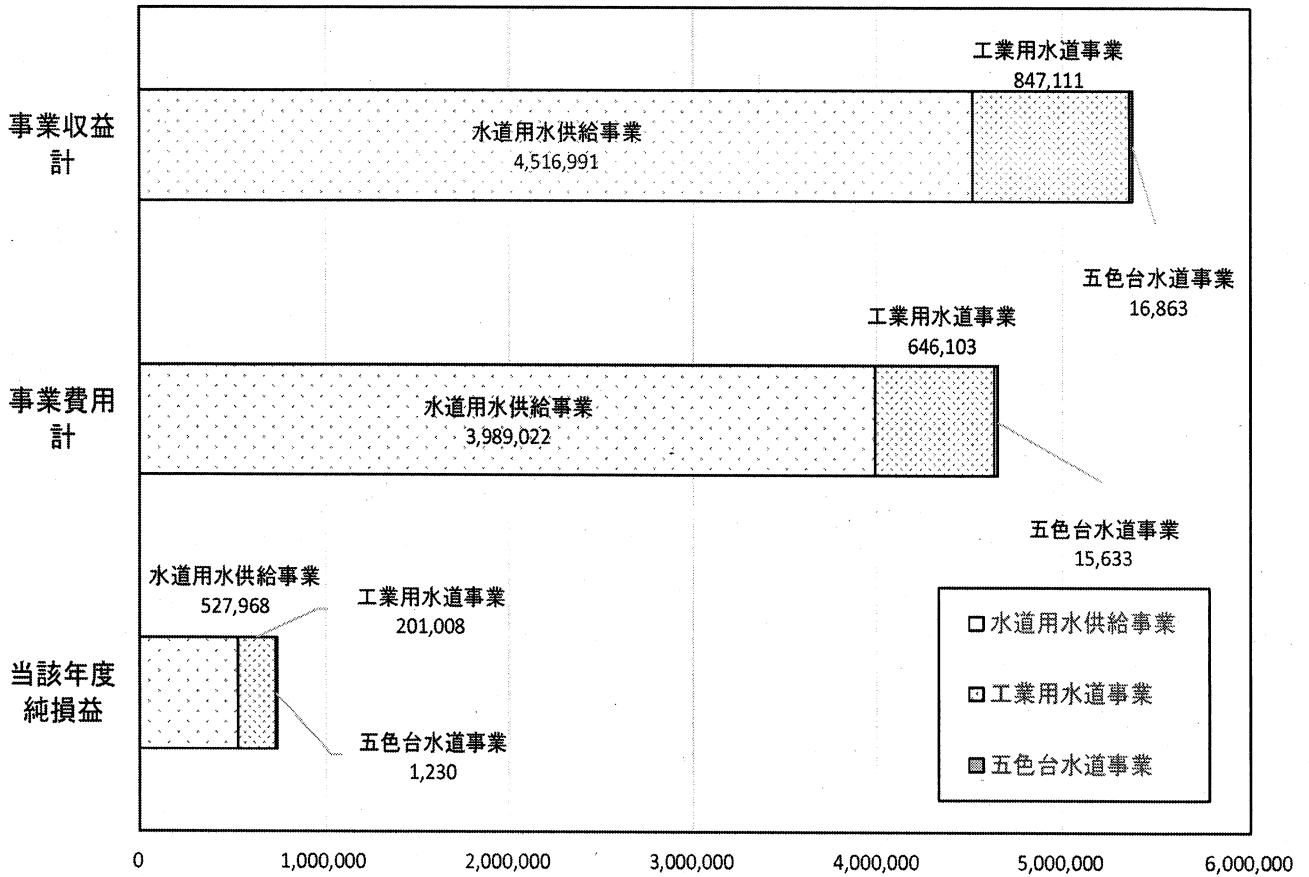 工業用水道事業
847,111
事業収益
計
水道用水供給事業
4,516,991
五色台水道事業
16,863
工業用水道事業
646,103
事業費用
計
水道用水供給事業
3,989,022
五色台水道事業
15,633
水道用水供給事業
527,968
工業用水道事業
201,008
当該年度
純損益
五色台水道事業
1,230
水道用水供給事業
工業用水道事業
五色台水道事業
0 1,000,000 2,000,000 3,000,000 4,000,000 5,000,000 6,000,000